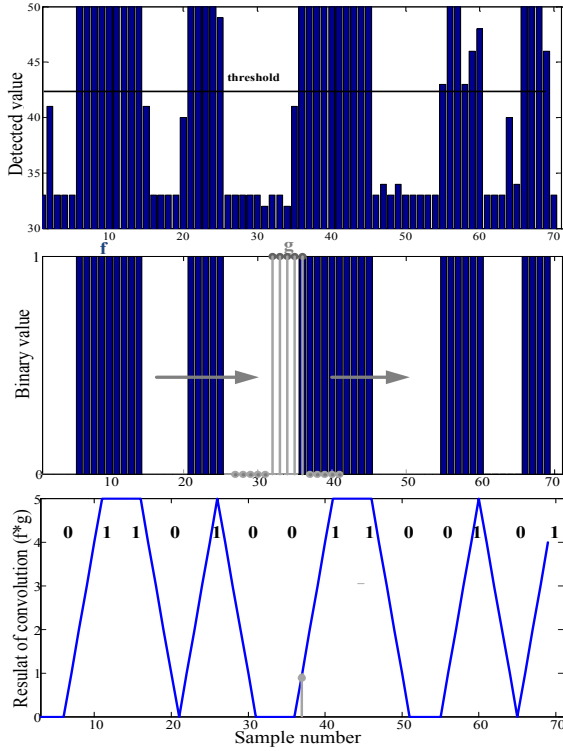 50
45
40
35
30
Detected value
threshold
10 20 30 40 50 60 70
f g
1
0
Binary value
10 20 30 40 50 60 70
5
4
3
2
1
0
Resulat of convolution (f*g)
0 1 1 0 1 0 0 1 1 0 0 1 0 1
10 20 30 40 50 60 70
Sample number